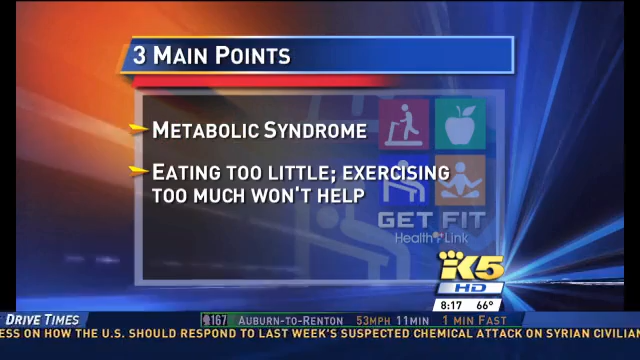 3 MAIN POINTS
METABOLIC SYNDROME
EATING TOO LITTLE; EXERCISING
TOO MUCH WON'T HELP
GET FIT
HealthLink
K5
HD
8:17 66°
DRIVE TIMES
167 AUBURN-TO-RENTON 53MPH 11MIN 1 MIN FAST
ESS ON HOW THE U.S. SHOULD RESPOND TO LAST WEEK'S SUSPECTED CHEMICAL ATTACK ON SYRIAN CIVILIA